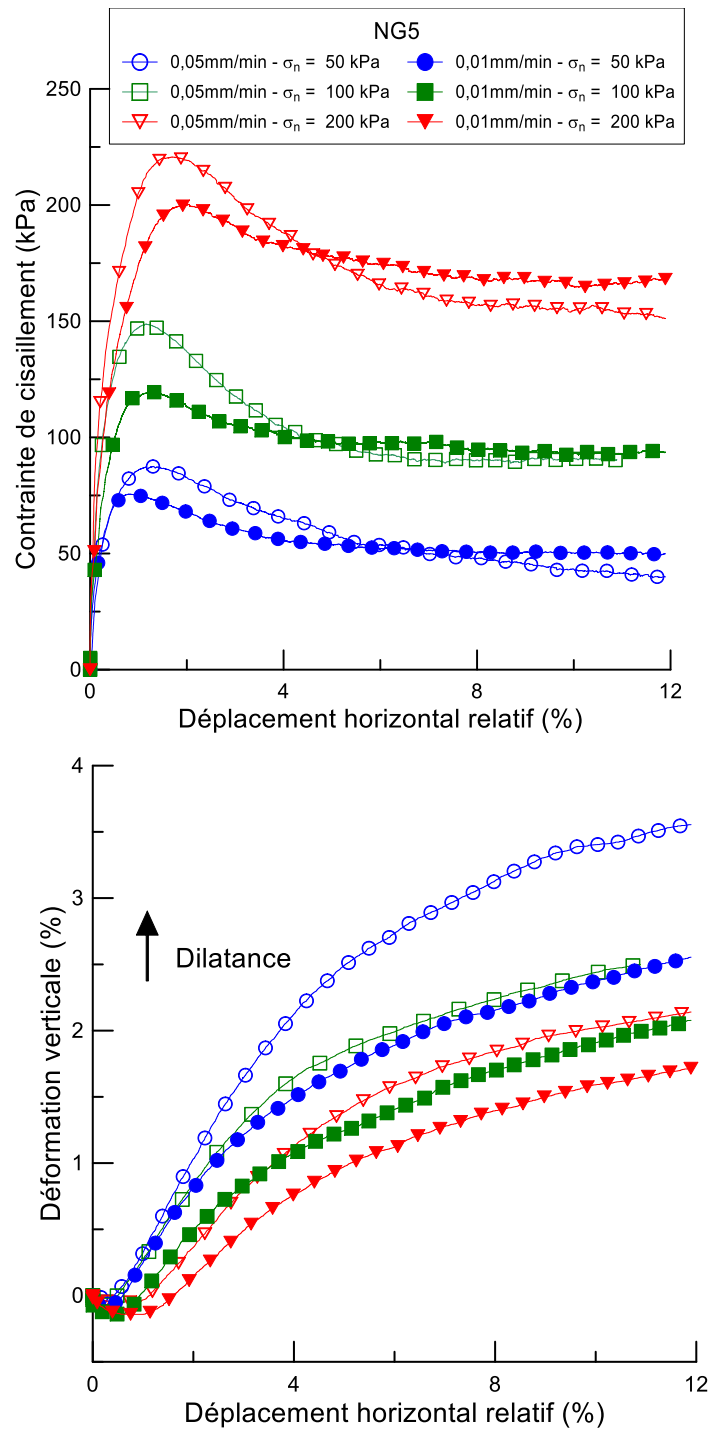 NG5
0,05mm/min - σn = 50 kPa 0,01mm/min - σn = 50 kPa
0,05mm/min - σn = 100 kPa 0,01mm/min - σn = 100 kPa
0,05mm/min - σn = 200 kPa 0,01mm/min - σn = 200 kPa
250
200
150
100
50
0
Contrainte de cisaillement (kPa)
0 4 8 12
Déplacement horizontal relatif (%)
4
3
2
1
0
Déformation verticale (%)
Dilatance
0 4 8 12
Déplacement horizontal relatif (%)